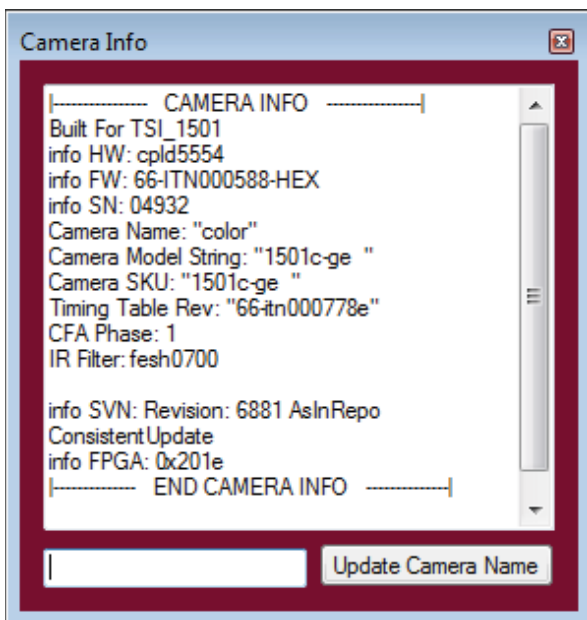 Camera Info
|---------------- CAMERA INFO ---------------|
Built For TSI_1501
info HW: cpld5554
info FW: 66-ITN000588-HEX
info SN: 04932
Camera Name: "color"
Camera Model String: "1501c-ge  "
Camera SKU: "1501c-ge  "
Timing Table Rev: "66-itn000778e"
CFA Phase: 1
IR Filter: fesh0700
info SVN: Revision: 6881 AsInRepo
ConsistentUpdate
info FPGA: 0x201e
|-------------- END CAMERA INFO --------------|
Update Camera Name